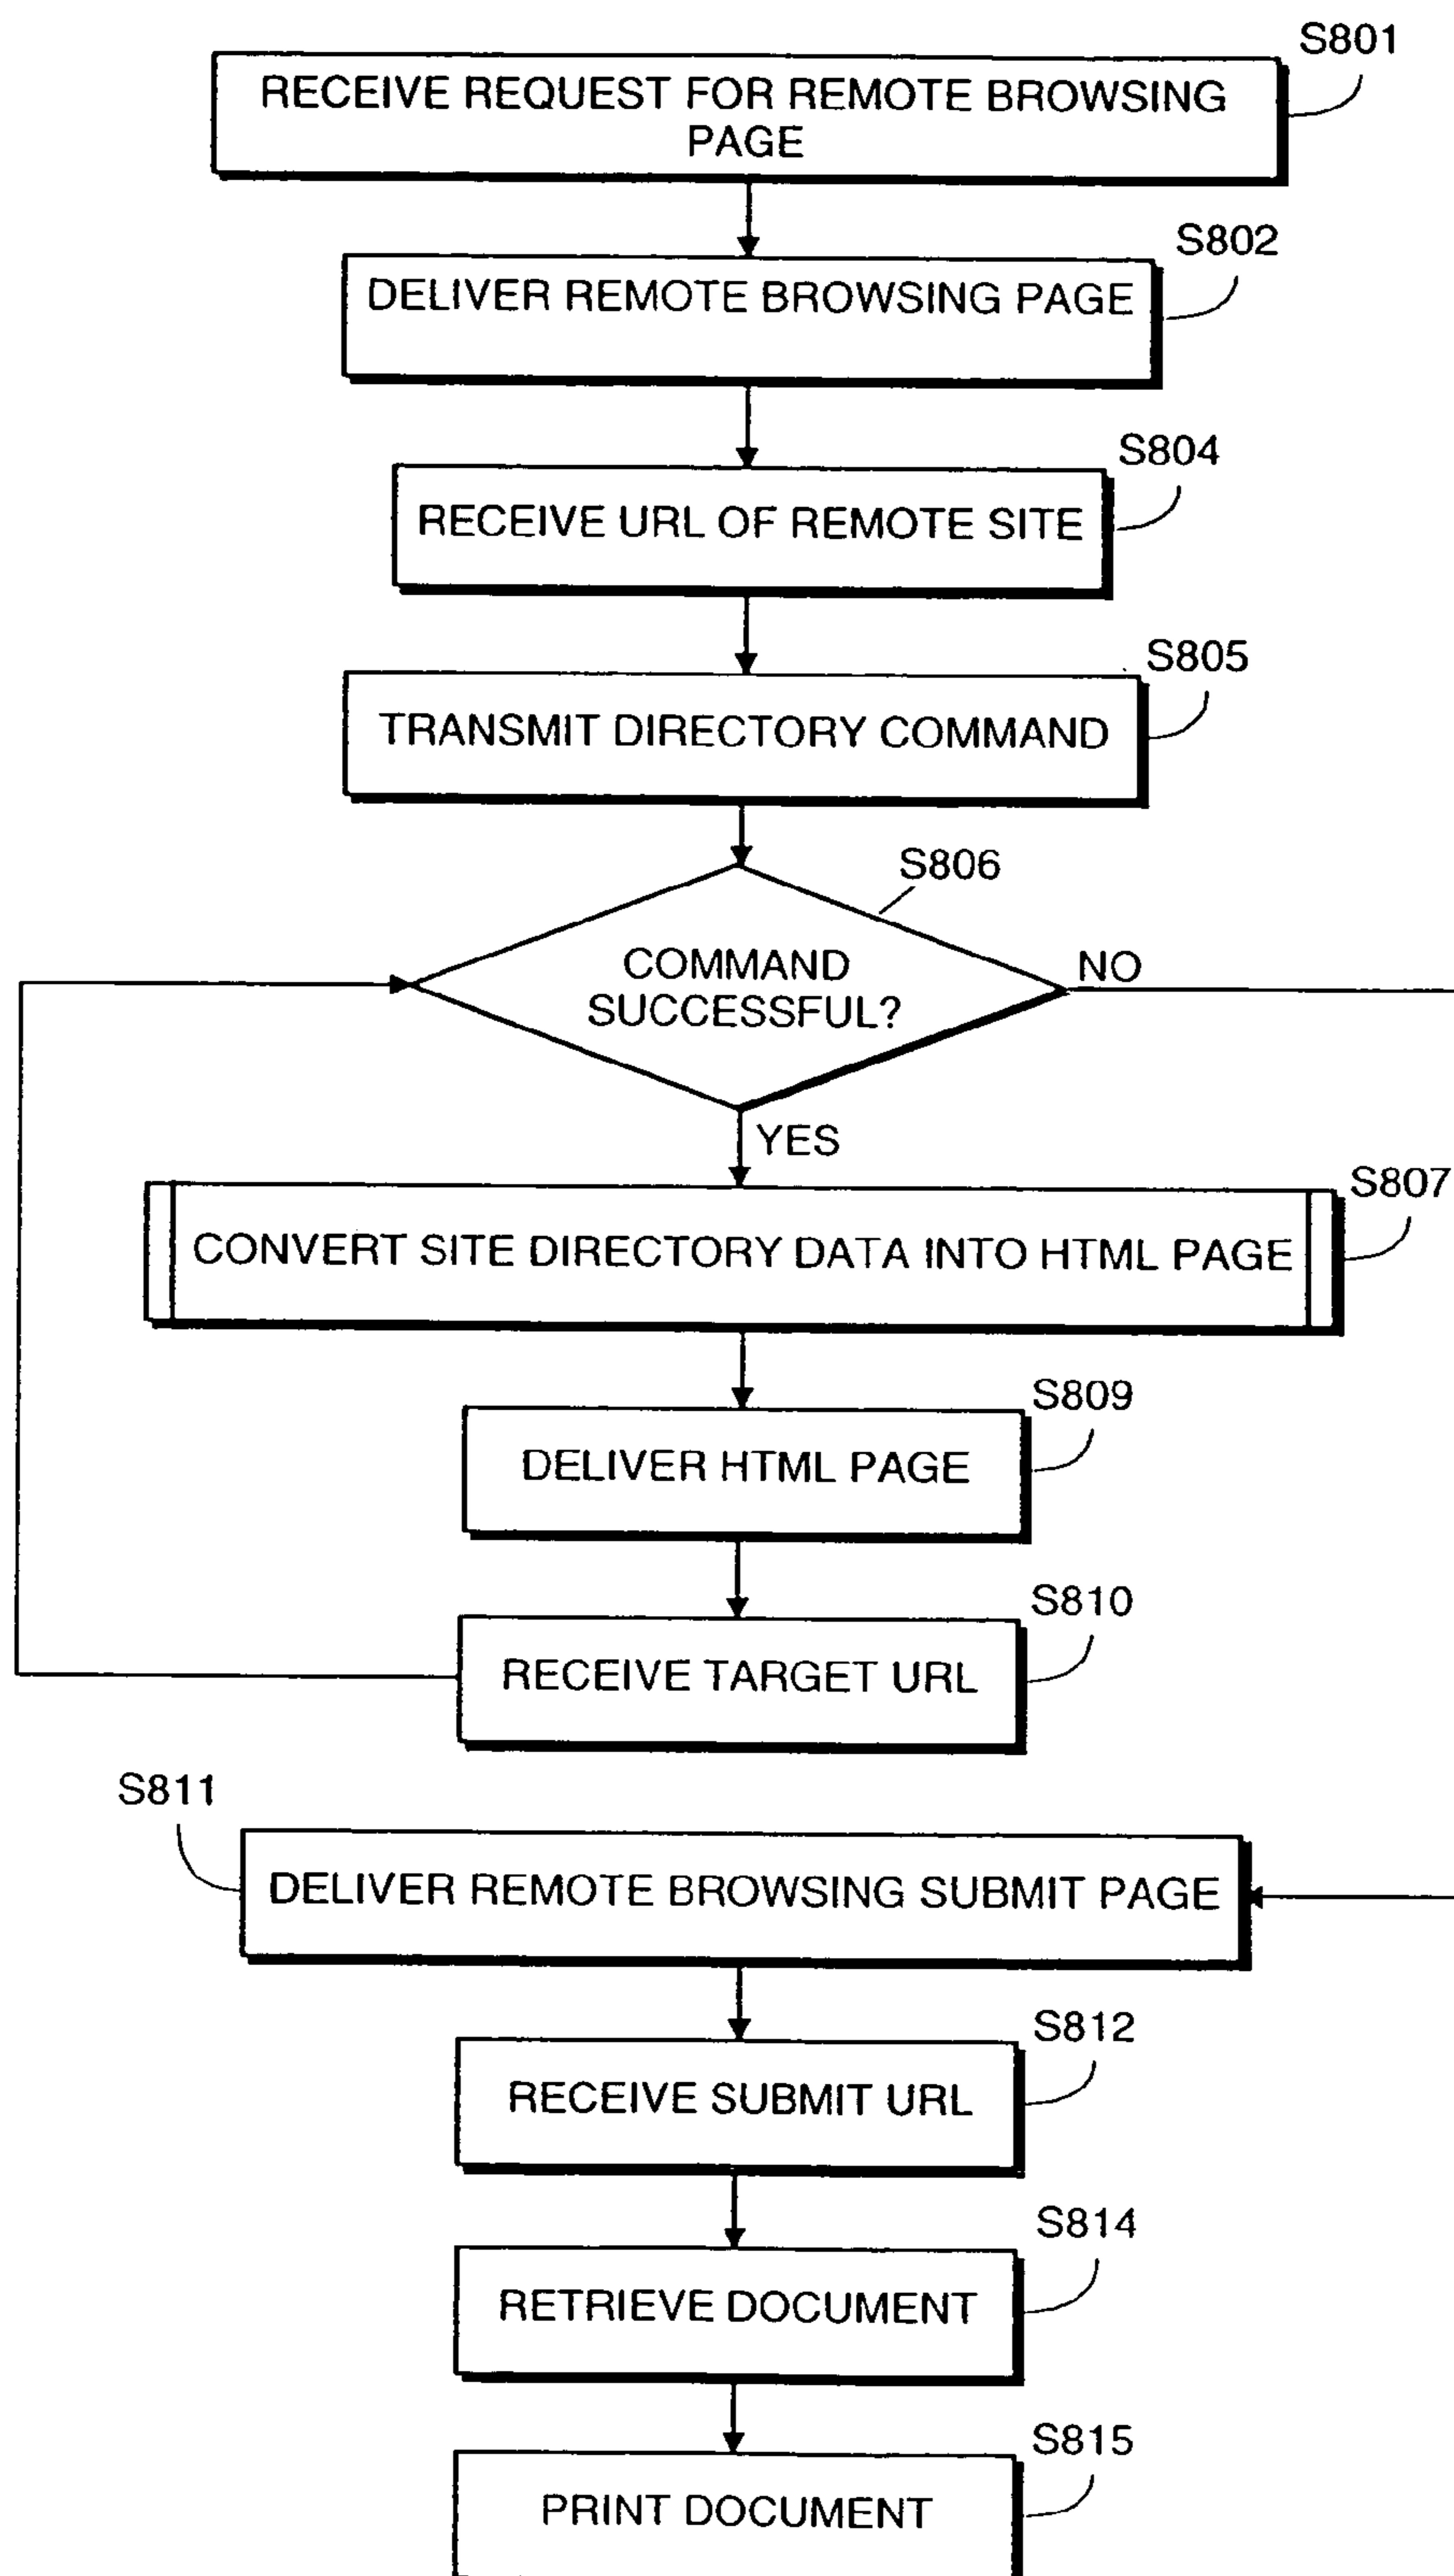 S801
RECEIVE REQUEST FOR REMOTE BROWSING
PAGE
S802
DELIVER REMOTE BROWSING PAGE
S804
RECEIVE URL OF REMOTE SITE
S805
TRANSMIT DIRECTORY COMMAND
S806
COMMAND
SUCCESSFUL?
NO
YES
S807
CONVERT SITE DIRECTORY DATA INTO HTML PAGE
S809
DELIVER HTML PAGE
S810
RECEIVE TARGET URL
S811
DELIVER REMOTE BROWSING SUBMIT PAGE
S812
RECEIVE SUBMIT URL
S814
RETRIEVE DOCUMENT
S815
PRINT DOCUMENT